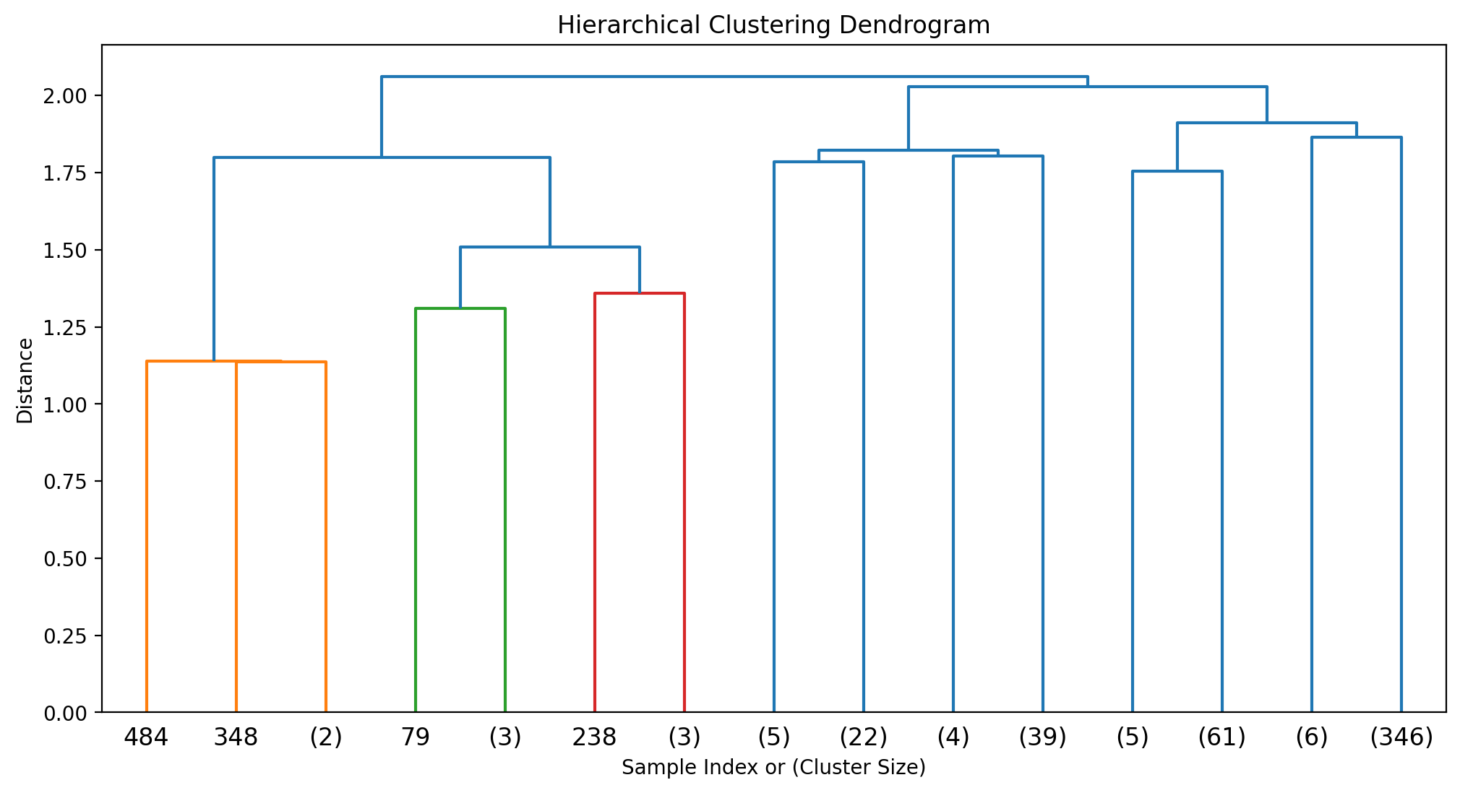 Hierarchical Clustering Dendrogram
Distance
2.00
1.75
1.50
1.25
1.00
0.75
0.50
0.25
0.00
484 348 (2) 79 (3) 238 (3) (5) (22) (4) (39) (5) (61) (6) (346)
Sample Index or (Cluster Size)